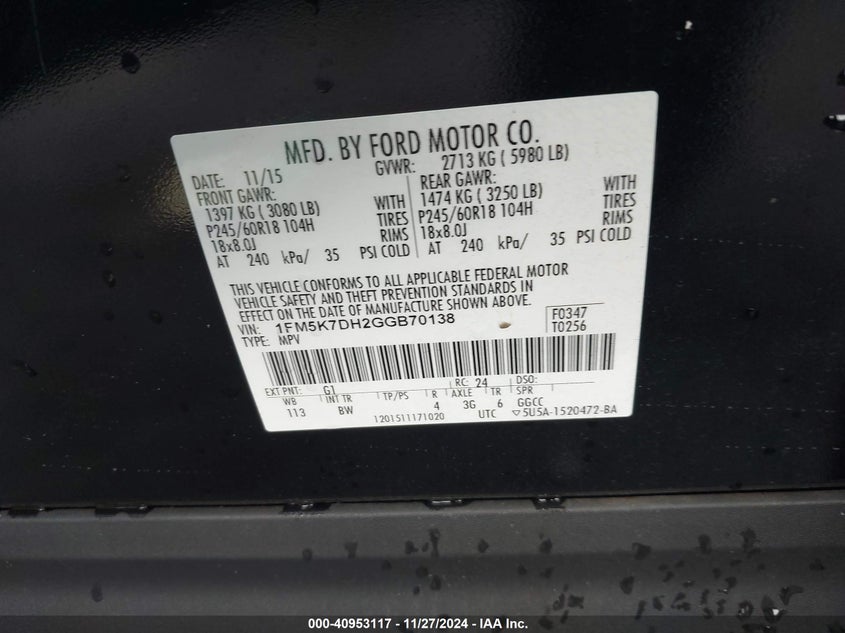 MFD. BY FORD MOTOR CO.
DATE: 11/15 GVWR: 2713 KG ( 5980 LB)
FRONT GAWR: REAR GAWR:
1397 KG ( 3080 LB) WITH 1474 KG ( 3250 LB) WITH
P245/60R18 104H TIRES P245/60R18 104H TIRES
18x8.0J RIMS 18x8.0J RIMS
AT 240 kPa/ 35 PSI COLD AT 240 kPa/ 35 PSI COLD
THIS VEHICLE CONFORMS TO ALL APPLICABLE FEDERAL MOTOR
VEHICLE SAFETY AND THEFT PREVENTION STANDARDS IN
EFFECT ON THE DATE OF MANUFACTURE SHOWN ABOVE.
VIN: 1FM5K7DH2GGB70138 F0347
TYPE: MPV T0256
EXT PNT: G1 RC: 24 DSO:
WB INT TR TP/PS R AXLE TR SPR
113 BW 4 3G 6 GGCC
1201511171020 UTC ▽5U5A-1520472-BA
000-40953117 - 11/27/2024 - IAA Inc.